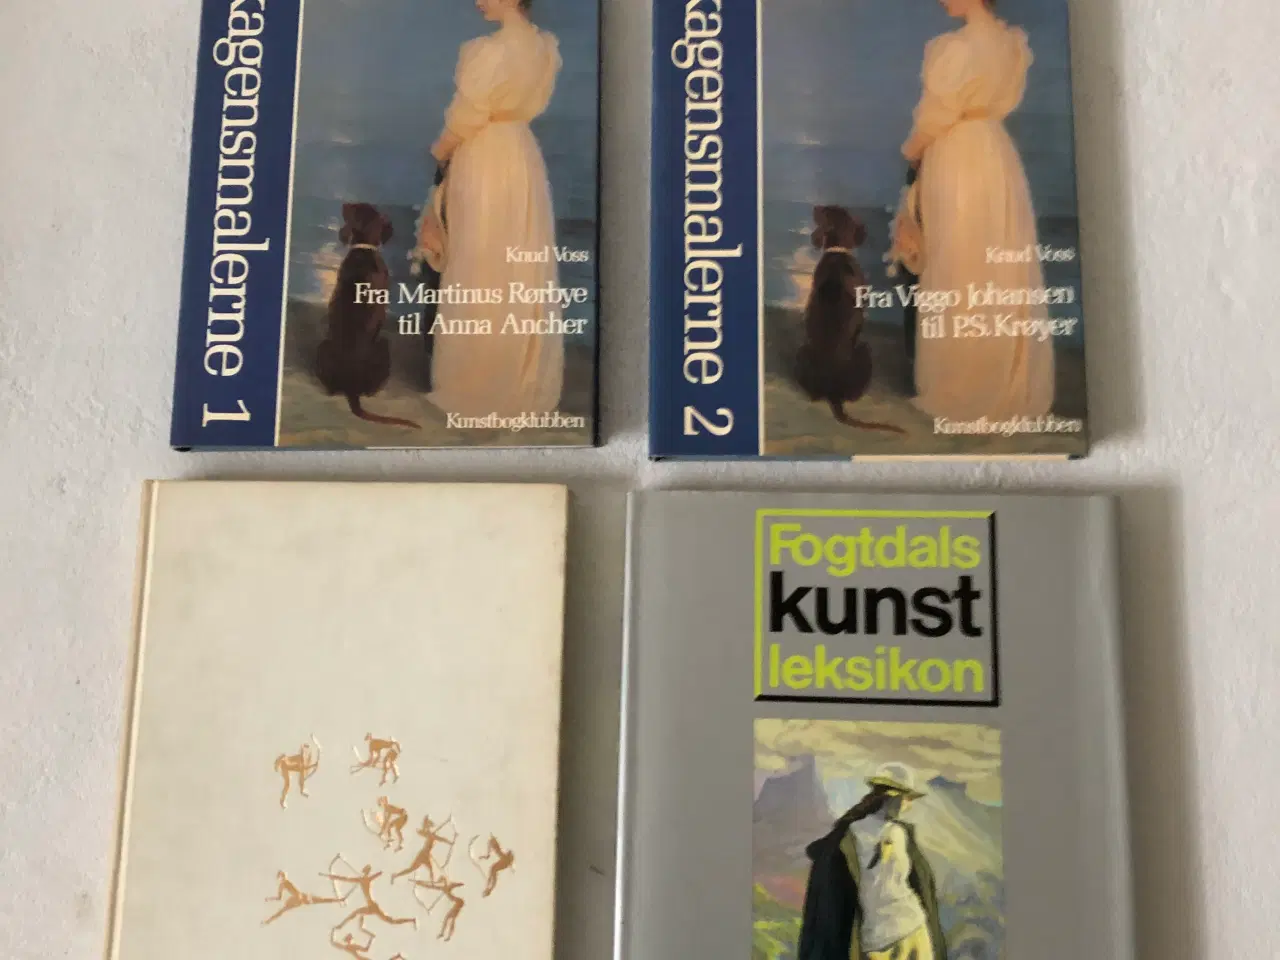 kagensmalerne 1
Knud Voss
Fra Martinus Rørbye
til Anna Ancher
Kunstbogklubben
kagensmalerne 2
Knud Voss
Fra Viggo Johansen
til P.S. Krøyer
Kunstbogklubben
Fogtdals
kunst
leksikon